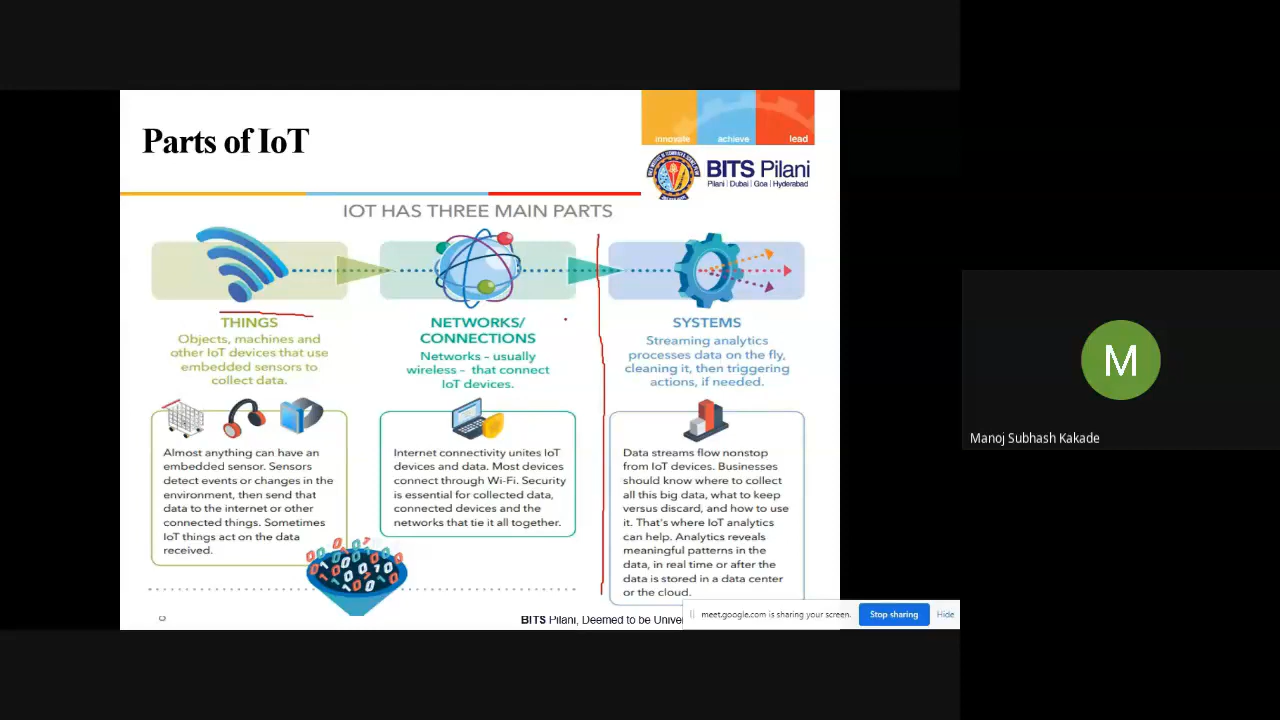 Parts of IoT
innovate achieve lead
BITS Pilani
Pilani | Dubai | Goa | Hyderabad
IOT HAS THREE MAIN PARTS
THINGS
Objects, machines and
other IoT devices that use
embedded sensors to
collect data.
Almost anything can have an
embedded sensor. Sensors
detect events or changes in the
environment, then send that
data to the internet or other
connected things. Sometimes
IoT things act on the data
received.
NETWORKS/
CONNECTIONS
Networks – usually
wireless – that connect
IoT devices.
Internet connectivity unites IoT
devices and data. Most devices
connect through Wi-Fi. Security
is essential for collected data,
connected devices and the
networks that tie it all together.
SYSTEMS
Streaming analytics
processes data on the fly,
cleaning it, then triggering
actions, if needed.
Data streams flow nonstop
from IoT devices. Businesses
should know where to collect
all this big data, what to keep
versus discard, and how to use
it. That's where IoT analytics
can help. Analytics reveals
meaningful patterns in the
data, in real time or after the
data is stored in a data center
or the cloud.
BITS Pilani, Deemed to be
meet.google.com is sharing your screen. Stop sharing Hide
M
Manoj Subhash Kakade